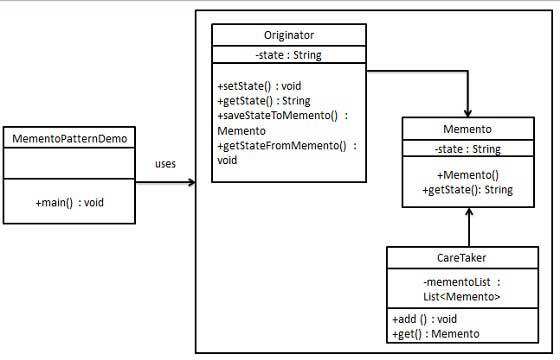 Originator
-state : String
+setState() : void
+getState() : String
+saveStateToMemento() :
Memento
+getStateFromMemento() :
void
MementoPatternDemo
+main() : void
uses
Memento
-state : String
+Memento()
+getState(): String
CareTaker
-mementoList :
List<Memento>
+add () : void
+get() : Memento